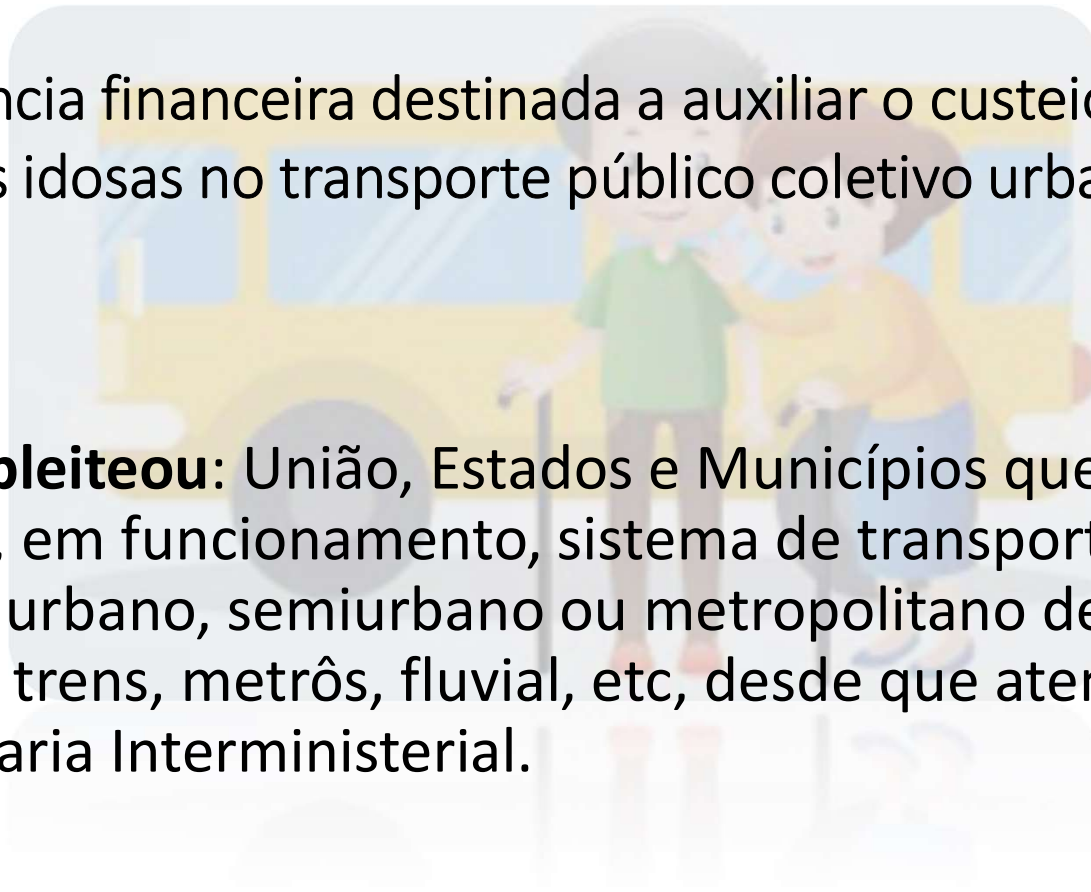 ncia financeira destinada a auxiliar o custeio
s idosas no transporte público coletivo urba
pleiteou: União, Estados e Municípios que
em funcionamento, sistema de transport
urbano, semiurbano ou metropolitano de
trens, metrôs, fluvial, etc, desde que ate
aria Interministerial.